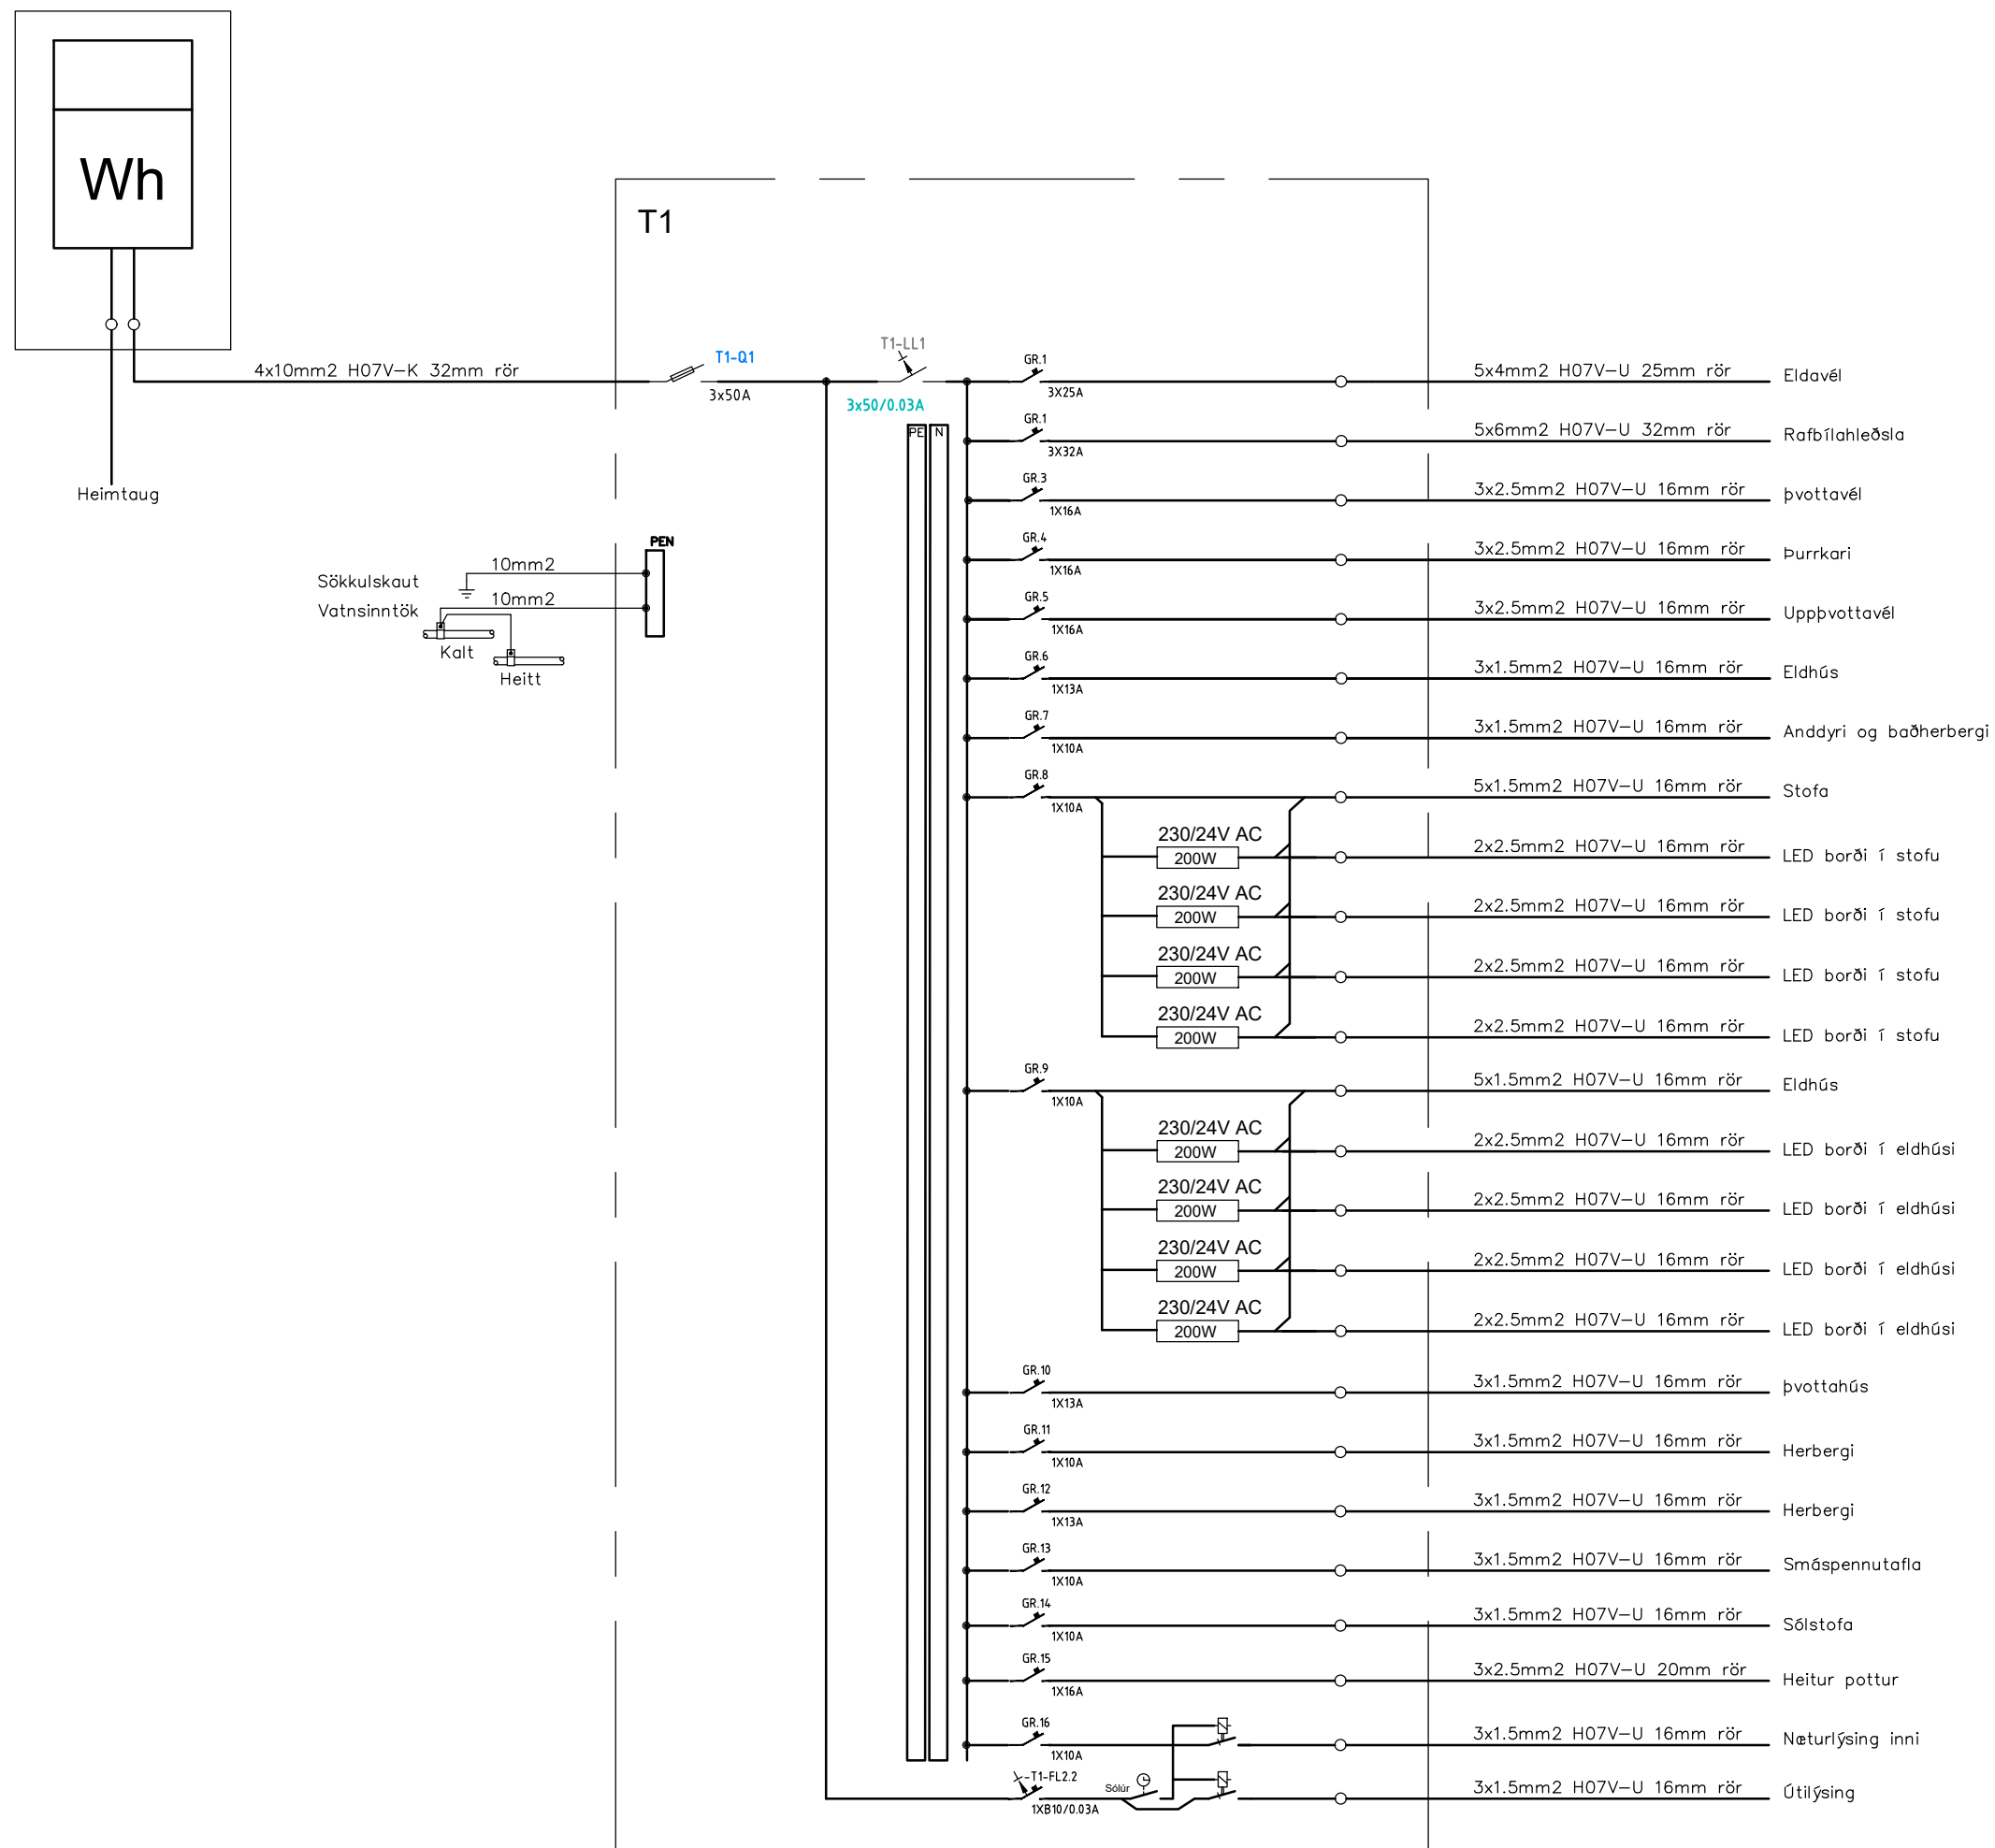 Wh
T1
4x10mm2 H07V-K 32mm rör
T1-Q1
3x50A
T1-LL1
3x50/0.03A
Heimtaug
PE
N
PEN
10mm2
Sökkulskaut
10mm2
Vatnsinntök
Kalt
Heitt
GR.1
3X25A
5x4mm2 H07V-U 25mm rör
Eldavél
GR.1
3X32A
5x6mm2 H07V-U 32mm rör
Rafbílahleðsla
GR.3
1X16A
3x2.5mm2 H07V-U 16mm rör
þvottavél
GR.4
1X16A
3x2.5mm2 H07V-U 16mm rör
Þurrkari
GR.5
1X16A
3x2.5mm2 H07V-U 16mm rör
Uppþvottavél
GR.6
1X13A
3x1.5mm2 H07V-U 16mm rör
Eldhús
GR.7
1X10A
3x1.5mm2 H07V-U 16mm rör
Anddyri og baðherbergi
GR.8
1X10A
5x1.5mm2 H07V-U 16mm rör
Stofa
230/24V AC
200W
2x2.5mm2 H07V-U 16mm rör
LED borði í stofu
230/24V AC
200W
2x2.5mm2 H07V-U 16mm rör
LED borði í stofu
230/24V AC
200W
2x2.5mm2 H07V-U 16mm rör
LED borði í stofu
230/24V AC
200W
2x2.5mm2 H07V-U 16mm rör
LED borði í stofu
GR.9
1X10A
5x1.5mm2 H07V-U 16mm rör
Eldhús
230/24V AC
200W
2x2.5mm2 H07V-U 16mm rör
LED borði í eldhúsi
230/24V AC
200W
2x2.5mm2 H07V-U 16mm rör
LED borði í eldhúsi
230/24V AC
200W
2x2.5mm2 H07V-U 16mm rör
LED borði í eldhúsi
230/24V AC
200W
2x2.5mm2 H07V-U 16mm rör
LED borði í eldhúsi
GR.10
1X13A
3x1.5mm2 H07V-U 16mm rör
þvottahús
GR.11
1X10A
3x1.5mm2 H07V-U 16mm rör
Herbergi
GR.12
1X13A
3x1.5mm2 H07V-U 16mm rör
Herbergi
GR.13
1X10A
3x1.5mm2 H07V-U 16mm rör
Smáspennutafla
GR.14
1X10A
3x1.5mm2 H07V-U 16mm rör
Sólstofa
GR.15
1X16A
3x2.5mm2 H07V-U 20mm rör
Heitur pottur
GR.16
1X10A
3x1.5mm2 H07V-U 16mm rör
Næturlýsing inni
-T1-FL2.2
1XB10/0.03A
Sólúr
3x1.5mm2 H07V-U 16mm rör
Útilýsing